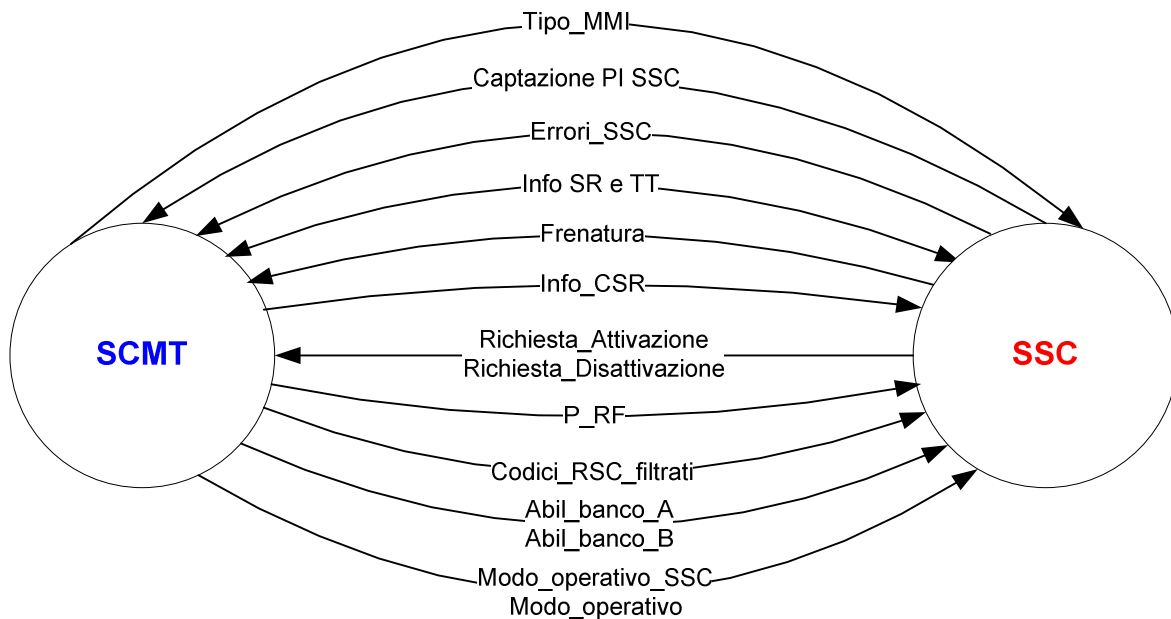 Tipo_MMI
Captazione PI SSC
Errori_SSC
Info SR e TT
Frenatura
Info_CSR
Richiesta_Attivazione
Richiesta_Disattivazione
SCMT
SSC
P_RF
Codici_RSC_filtrati
Abil_banco_A
Abil_banco_B
Modo_operativo_SSC
Modo_operativo